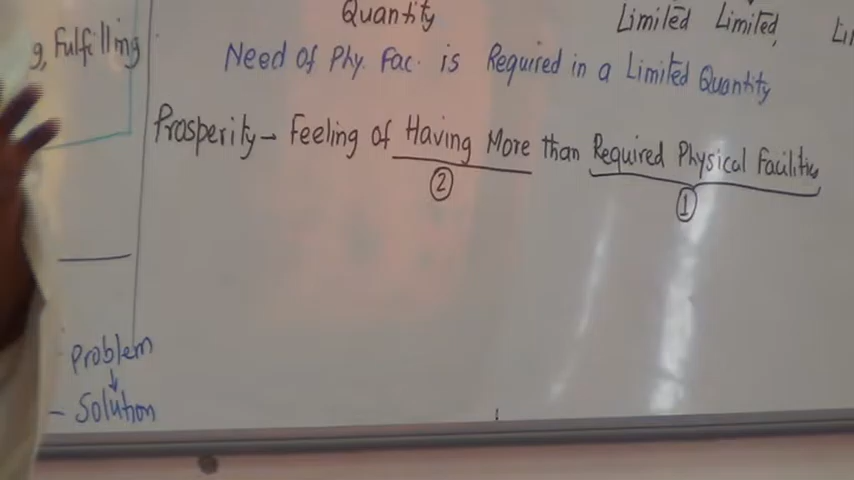 Quantity
Limited Limited,
g, Fulfilling
Need of Phy. Fac. is Required in a Limited Quantity
Prosperity - Feeling of Having More than Required Physical Facilities
2
1
Problem
↓
- Solution